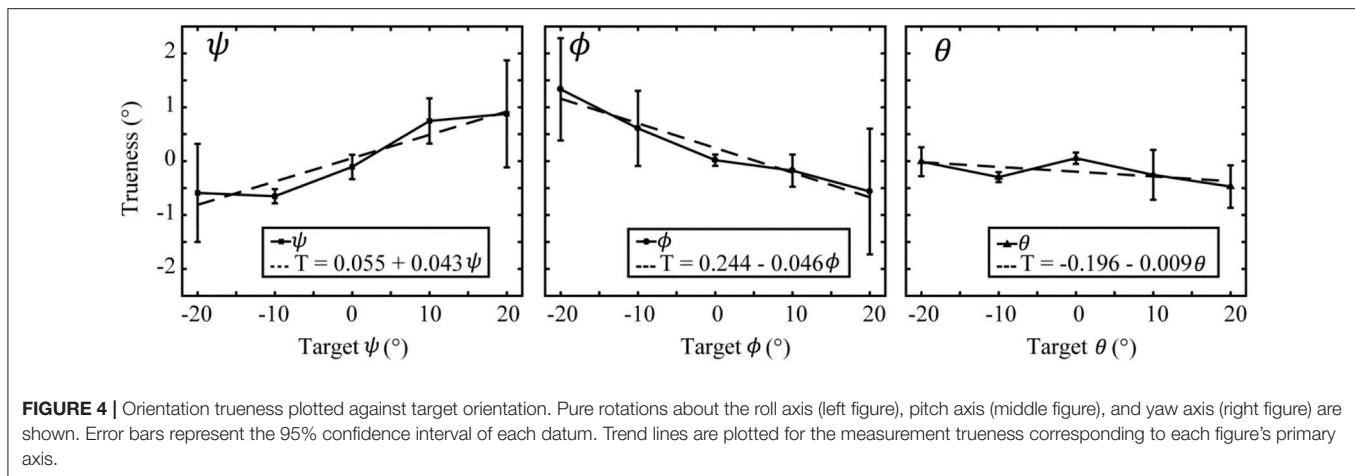 ψ
ϕ
θ
Trueness (°)
2
1
0
-1
-2
ψ
T = 0.055 + 0.043ψ
ϕ
T = 0.244 - 0.046ϕ
θ
T = -0.196 - 0.009θ
-20 -10 0 10 20
-20 -10 0 10 20
-20 -10 0 10 20
Target ψ (°)
Target ϕ (°)
Target θ (°)
FIGURE 4 | Orientation trueness plotted against target orientation. Pure rotations about the roll axis (left figure), pitch axis (middle figure), and yaw axis (right figure) are
shown. Error bars represent the 95% confidence interval of each datum. Trend lines are plotted for the measurement trueness corresponding to each figure's primary
axis.